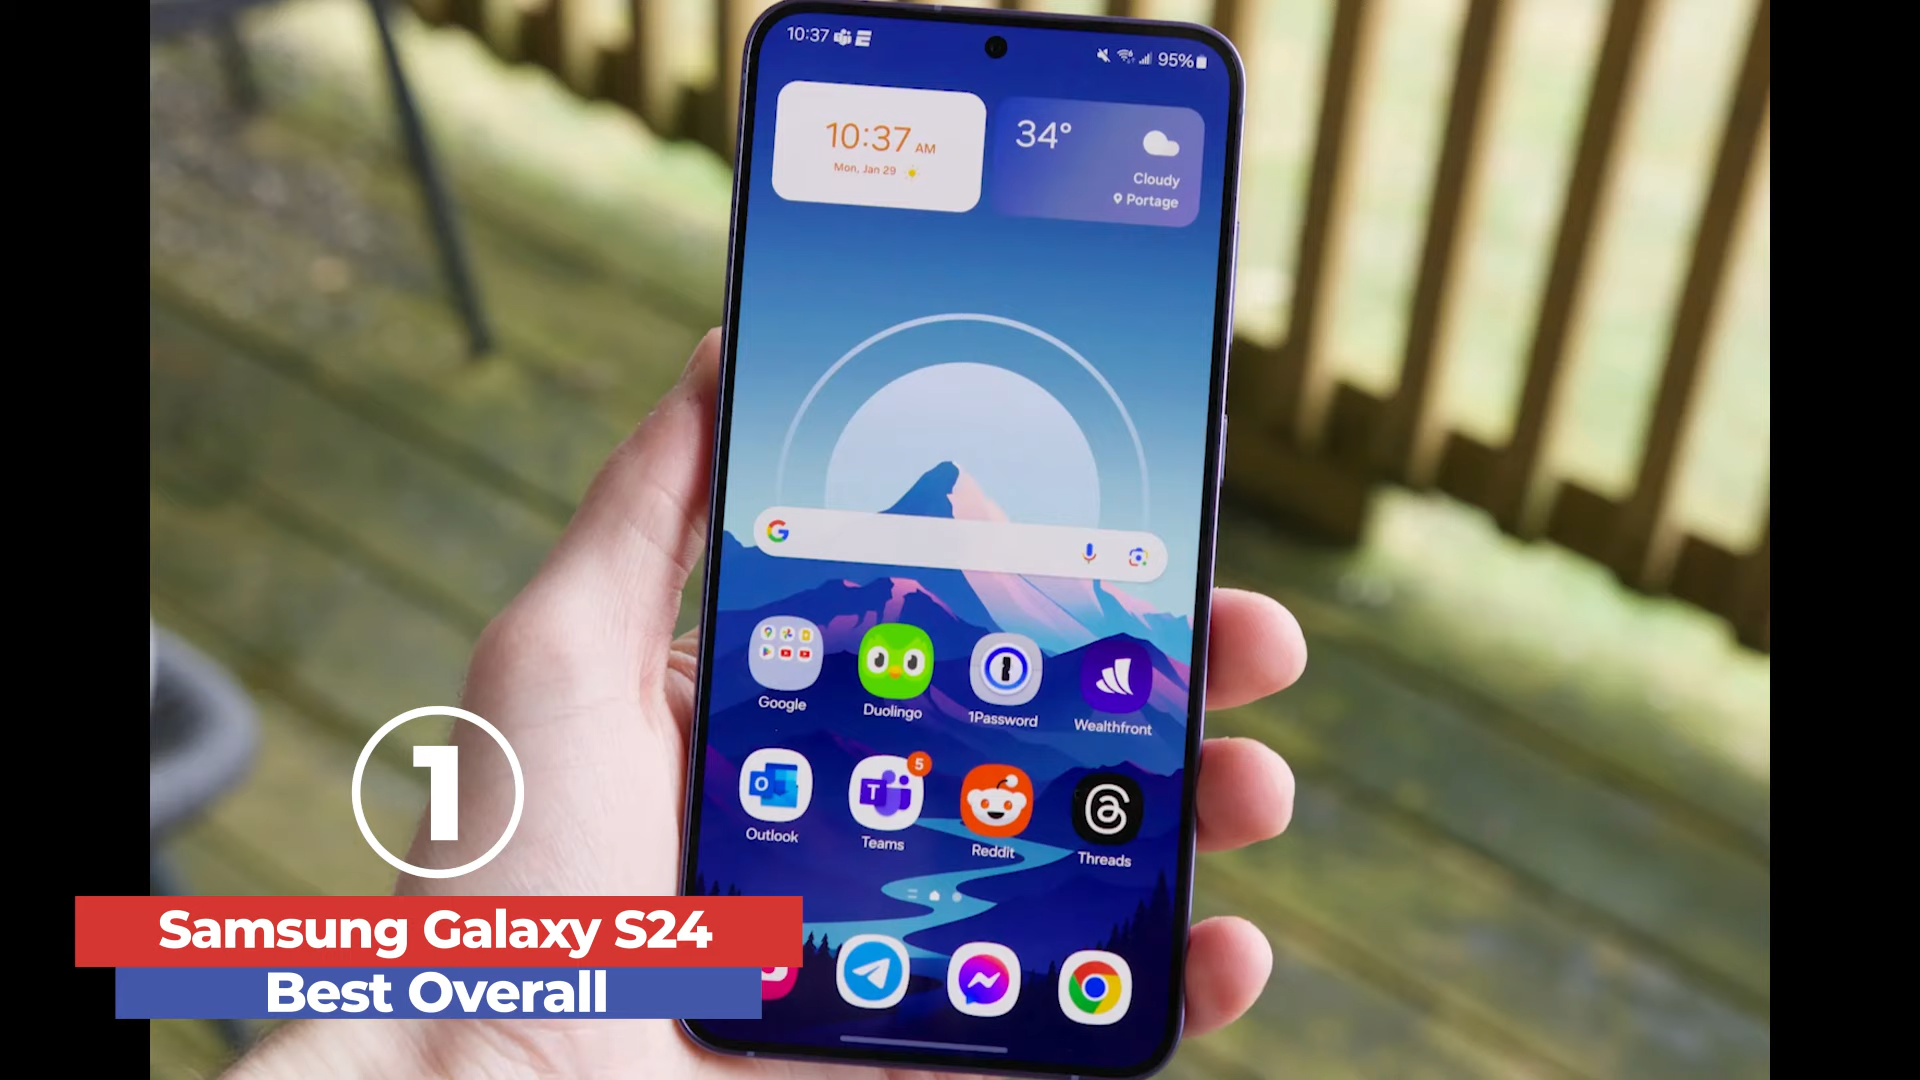 10:37
95%
10:37 AM
Mon, Jan 29
34°
Cloudy
Portage
Google
Duolingo
1Password
Wealthfront
Outlook
5
Teams
Reddit
Threads
1
Samsung Galaxy S24
Best Overall